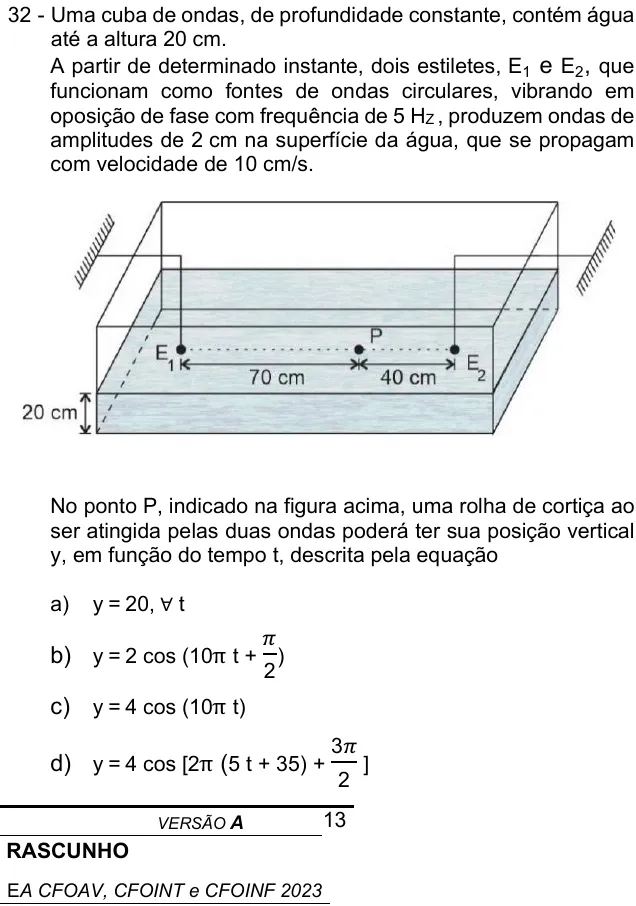 32 - Uma cuba de ondas, de profundidade constante, contém água
até a altura 20 cm.
A partir de determinado instante, dois estiletes, E₁ e E₂, que
funcionam como fontes de ondas circulares, vibrando em
oposição de fase com frequência de 5 Hz , produzem ondas de
amplitudes de 2 cm na superfície da água, que se propagam
com velocidade de 10 cm/s.
P
E₁
E₂
70 cm
40 cm
20 cm
No ponto P, indicado na figura acima, uma rolha de cortiça ao
ser atingida pelas duas ondas poderá ter sua posição vertical
y, em função do tempo t, descrita pela equação
a) y = 20, ∀ t
b) y = 2 cos (10π t + π/2)
c) y = 4 cos (10π t)
d) y = 4 cos [2π (5 t + 35) + 3π/2 ]
VERSÃO A 13
RASCUNHO
EA CFOAV, CFOINT e CFOINF 2023